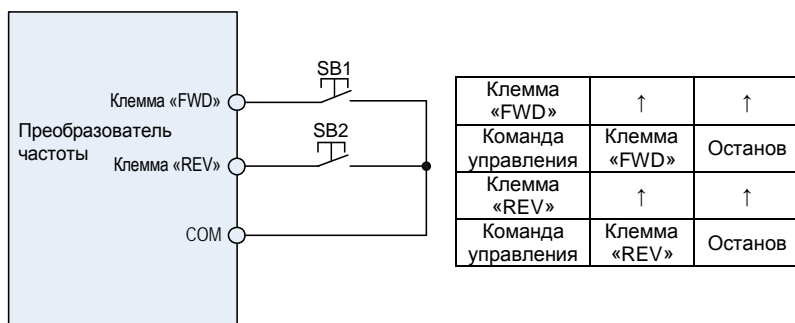 SB1
Клемма «FWD»
Преобразователь
частоты
SB2
Клемма «REV»
COM
Клемма
«FWD» ↑ ↑
Команда
управления Клемма
«FWD» Останов
Клемма
«REV» ↑ ↑
Команда
управления Клемма
«REV» Останов